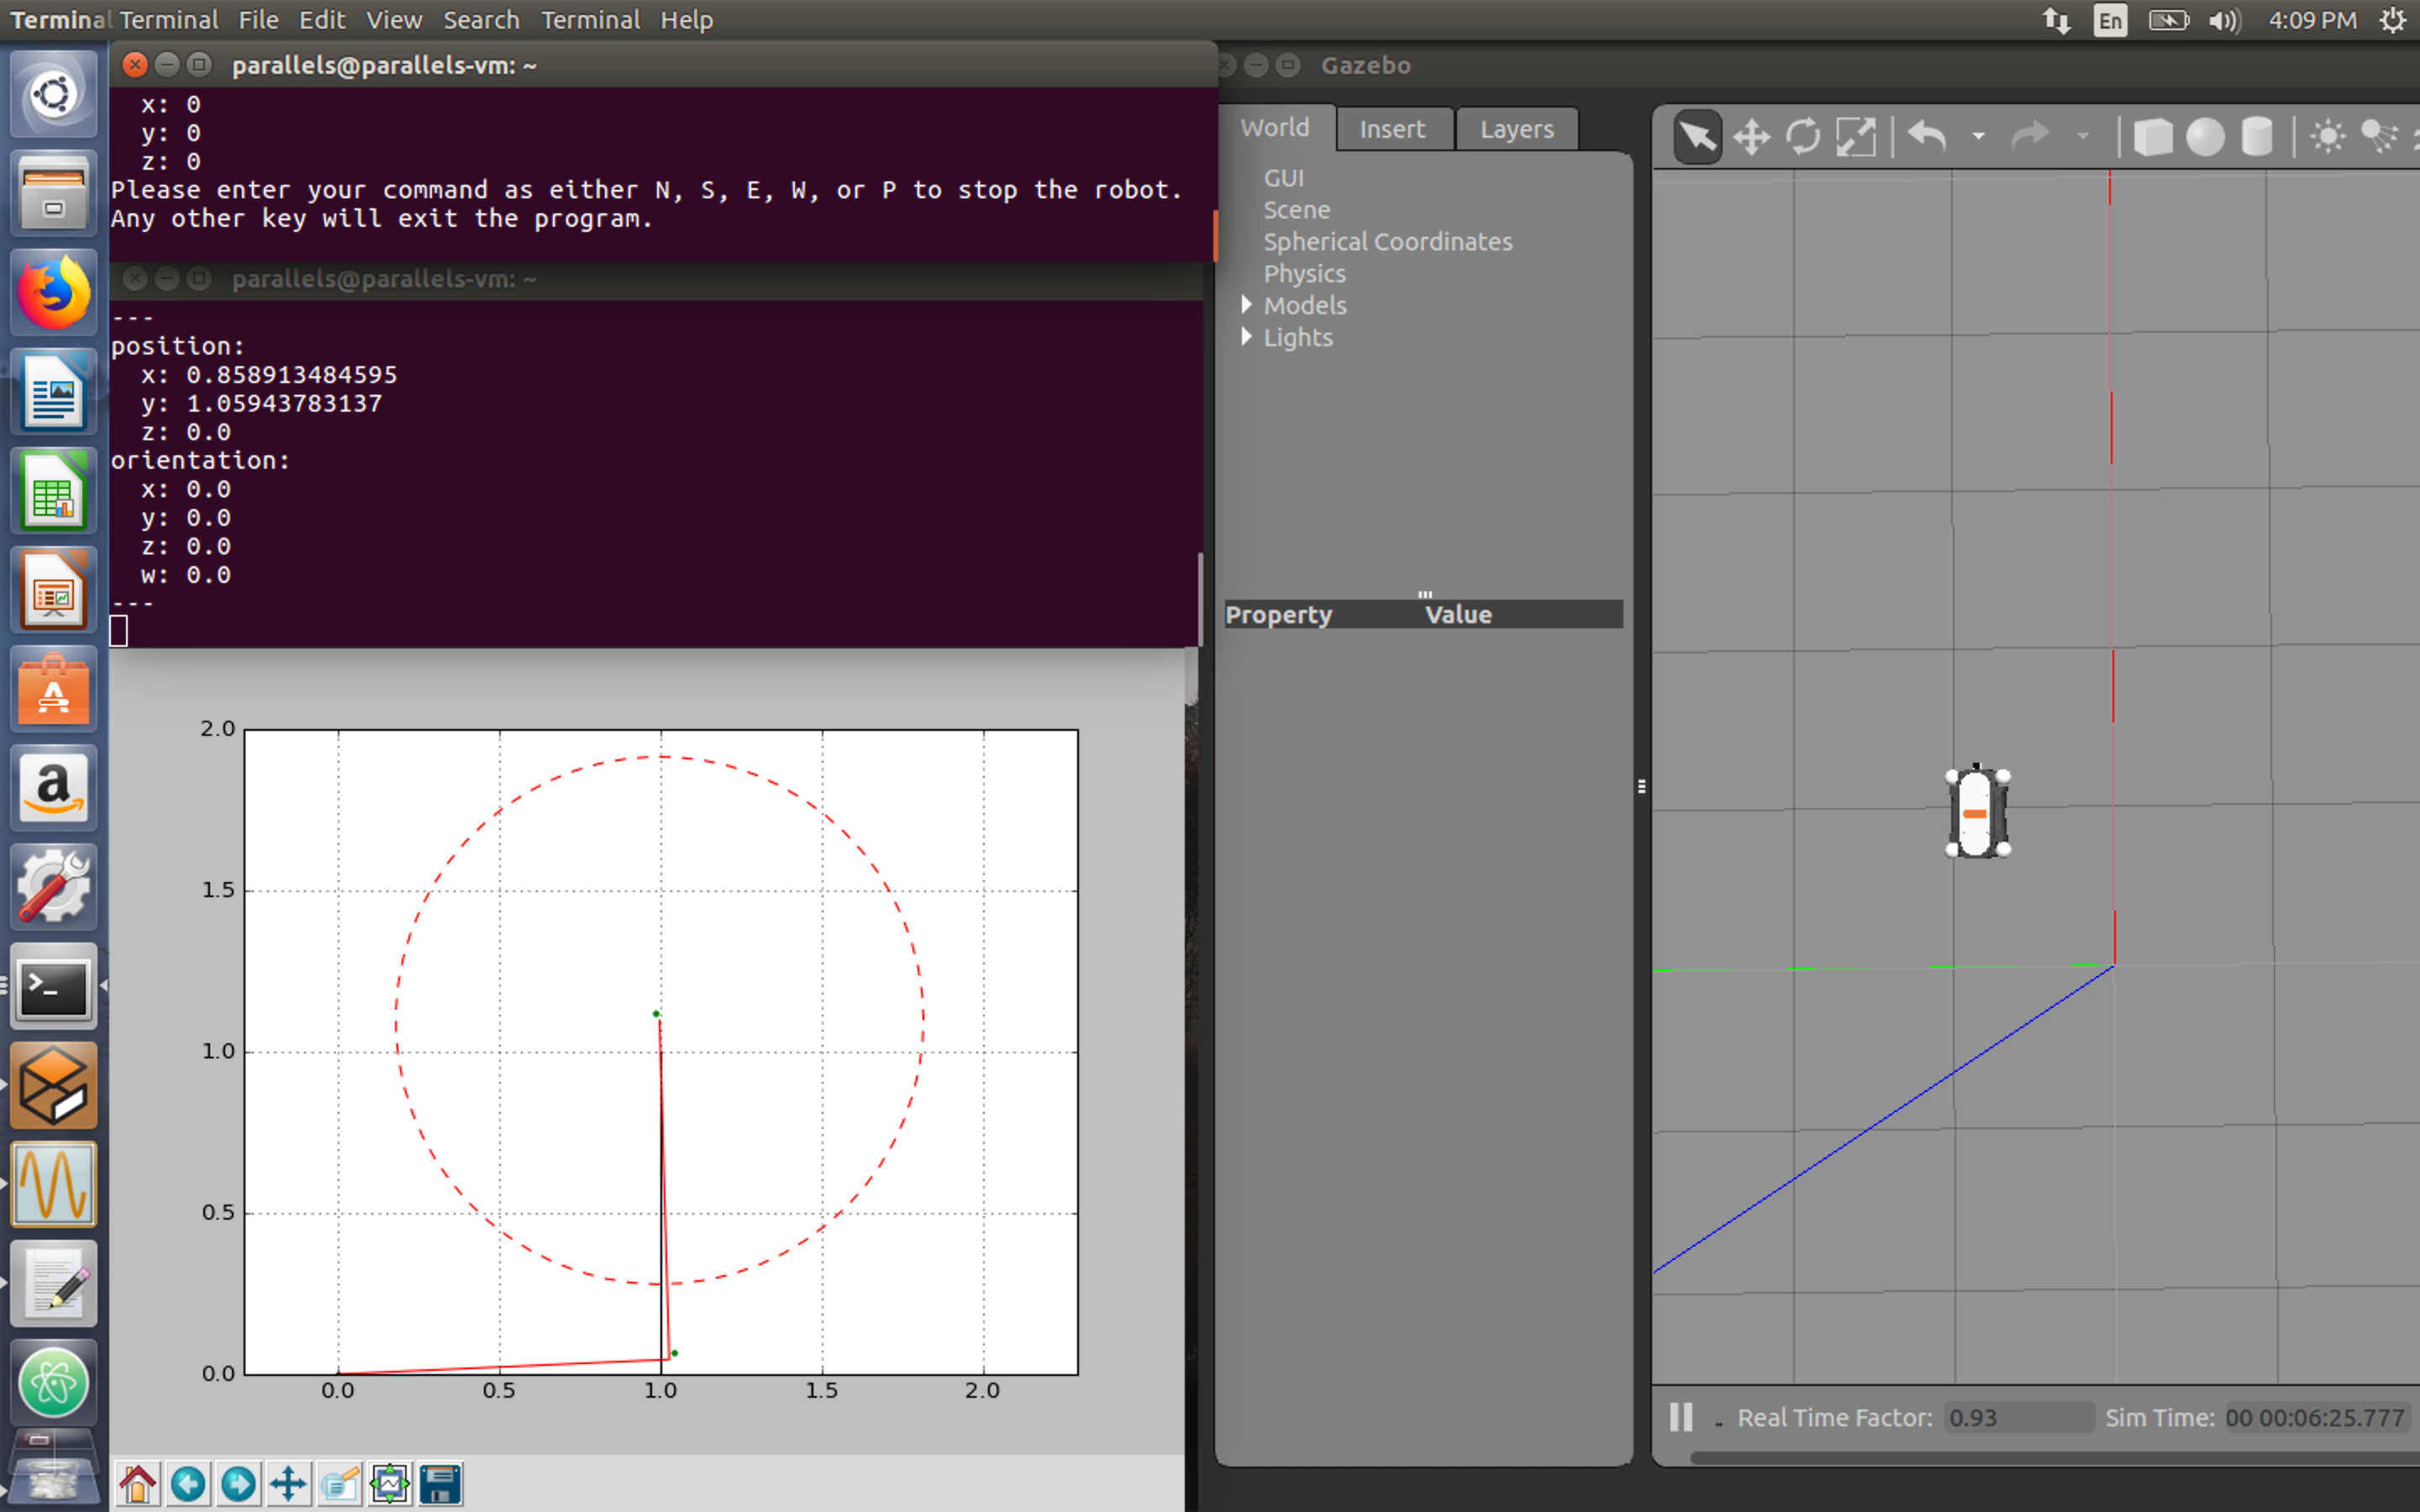 Terminal Terminal File Edit View Search Terminal Help
En 4:09 PM
parallels@parallels-vm: ~
x: 0
y: 0
z: 0
Please enter your command as either N, S, E, W, or P to stop the robot.
Any other key will exit the program.
parallels@parallels-vm: ~
---
position:
x: 0.858913484595
y: 1.05943783137
z: 0.0
orientation:
x: 0.0
y: 0.0
z: 0.0
w: 0.0
---
2.0
1.5
1.0
0.5
0.0
0.0 0.5 1.0 1.5 2.0
Gazebo
World Insert Layers
GUI
Scene
Spherical Coordinates
Physics
Models
Lights
Property Value
Real Time Factor: 0.93 Sim Time: 00 00:06:25.777